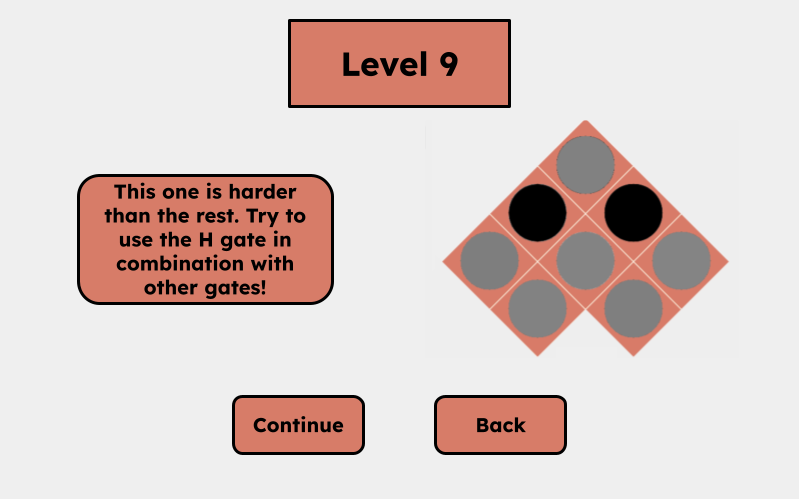 Level 9
This one is harder
than the rest. Try to
use the H gate in
combination with
other gates!
Continue
Back